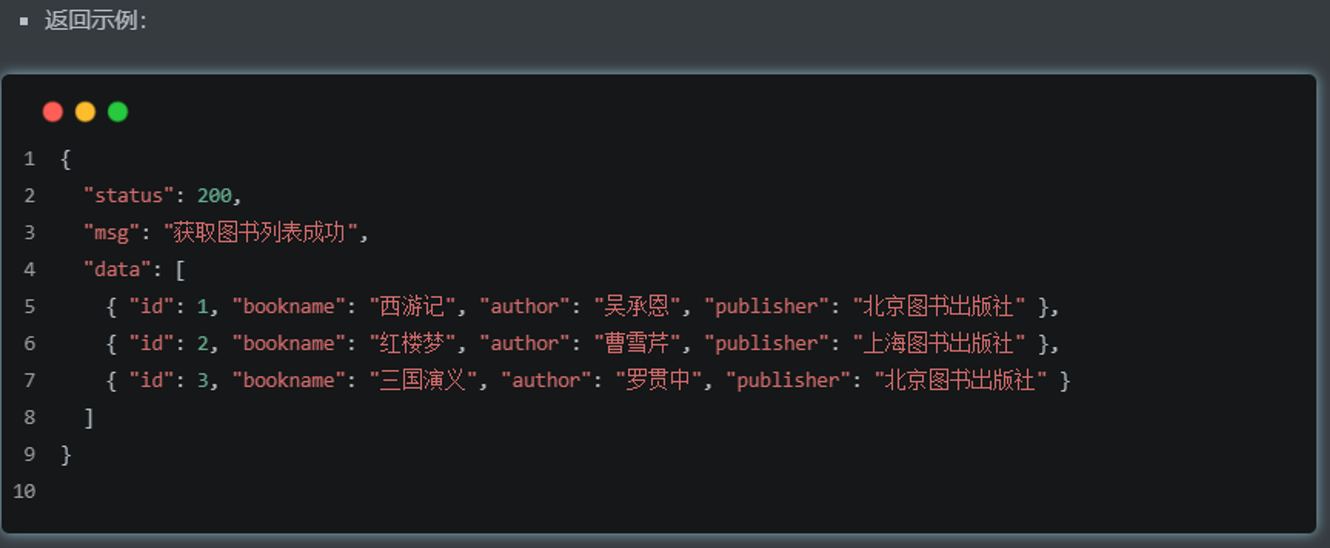 ▪ 返回示例：
1 {
2 "status": 200,
3 "msg": "获取图书列表成功",
4 "data": [
5 { "id": 1, "bookname": "西游记", "author": "吴承恩", "publisher": "北京图书出版社" },
6 { "id": 2, "bookname": "红楼梦", "author": "曹雪芹", "publisher": "上海图书出版社" },
7 { "id": 3, "bookname": "三国演义", "author": "罗贯中", "publisher": "北京图书出版社" }
8 ]
9 }
10